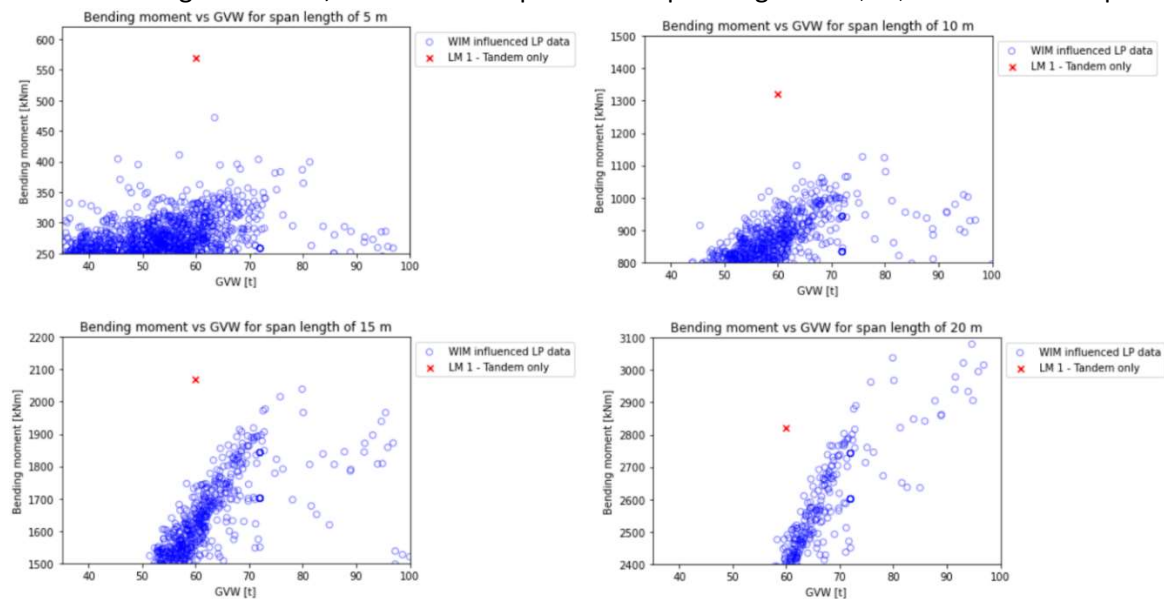 Bending moment vs GVW for span length of 5 m
620
600
550
500
450
400
350
300
250
Bending moment [kNm]
40 50 60 70 80 90 100
GVW [t]
WIM influenced LP data
LM 1 - Tandem only
Bending moment vs GVW for span length of 10 m
1500
1400
1300
1200
1100
1000
900
800
Bending moment [kNm]
40 50 60 70 80 90 100
GVW [t]
WIM influenced LP data
LM 1 - Tandem only
Bending moment vs GVW for span length of 15 m
2200
2100
2000
1900
1800
1700
1600
1500
Bending moment [kNm]
40 50 60 70 80 90 100
GVW [t]
WIM influenced LP data
LM 1 - Tandem only
Bending moment vs GVW for span length of 20 m
3100
3000
2900
2800
2700
2600
2500
2400
Bending moment [kNm]
40 50 60 70 80 90 100
GVW [t]
WIM influenced LP data
LM 1 - Tandem only